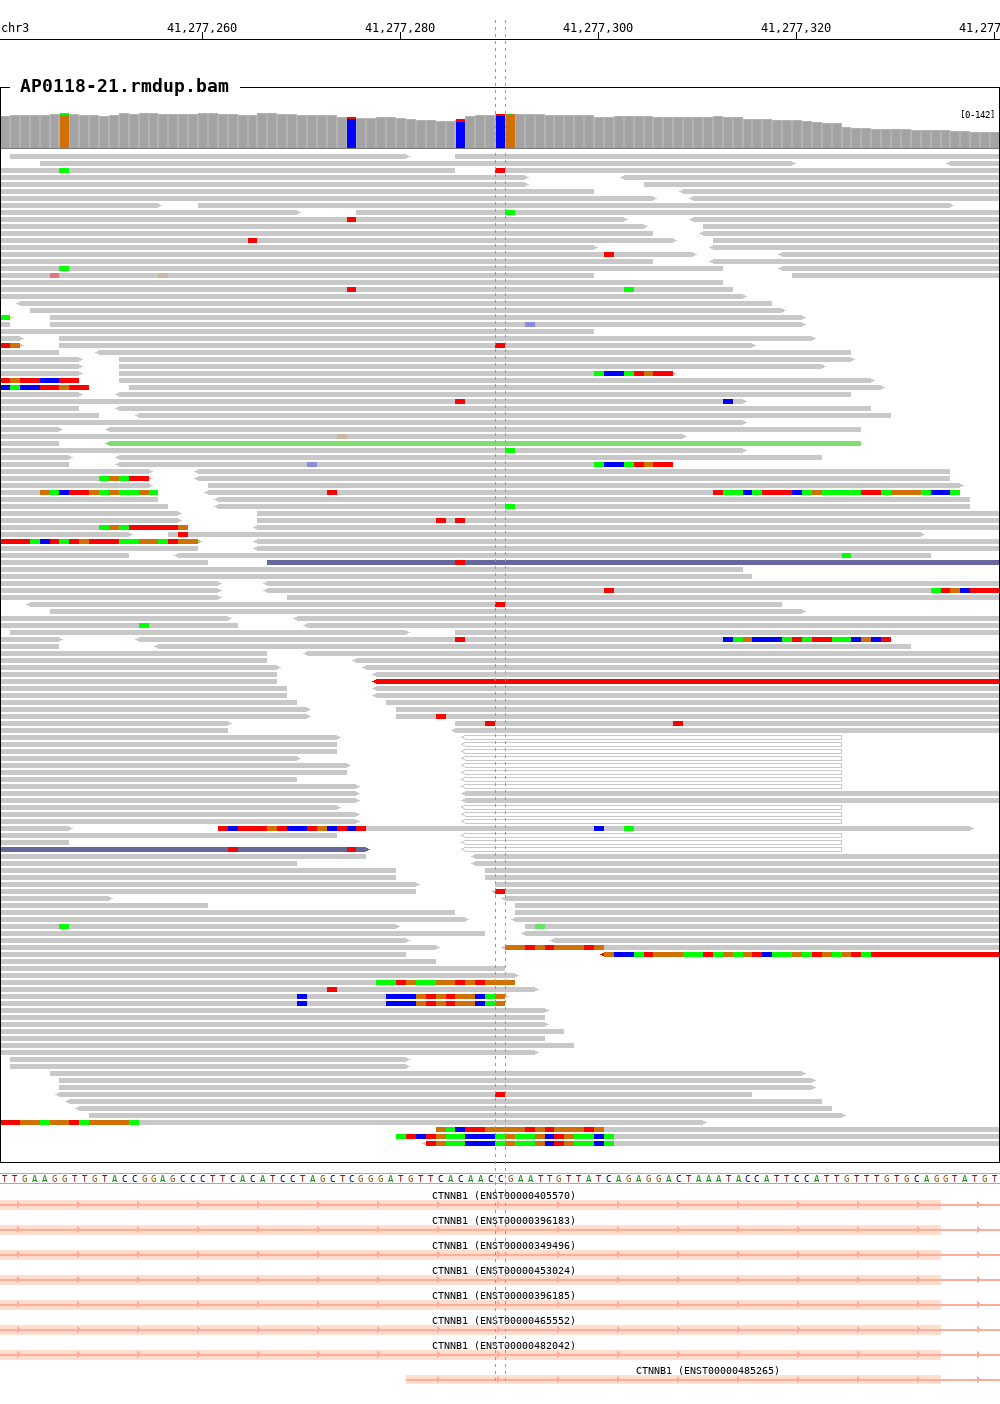 chr3 41,277,260 41,277,280 41,277,300 41,277,320 41,277
AP0118-21.rmdup.bam
[0-142]
TTGAAGGTTGTACCGGAGCCCTTCACATCCTAGCTCGGGATGTTCACAACCGAATTGTTATCAGAGGACTAAATACCATTCCATTGTTTGTGCAGGTATGT
CTNNB1 (ENST00000405570)
CTNNB1 (ENST00000396183)
CTNNB1 (ENST00000349496)
CTNNB1 (ENST00000453024)
CTNNB1 (ENST00000396185)
CTNNB1 (ENST00000465552)
CTNNB1 (ENST00000482042)
CTNNB1 (ENST00000485265)